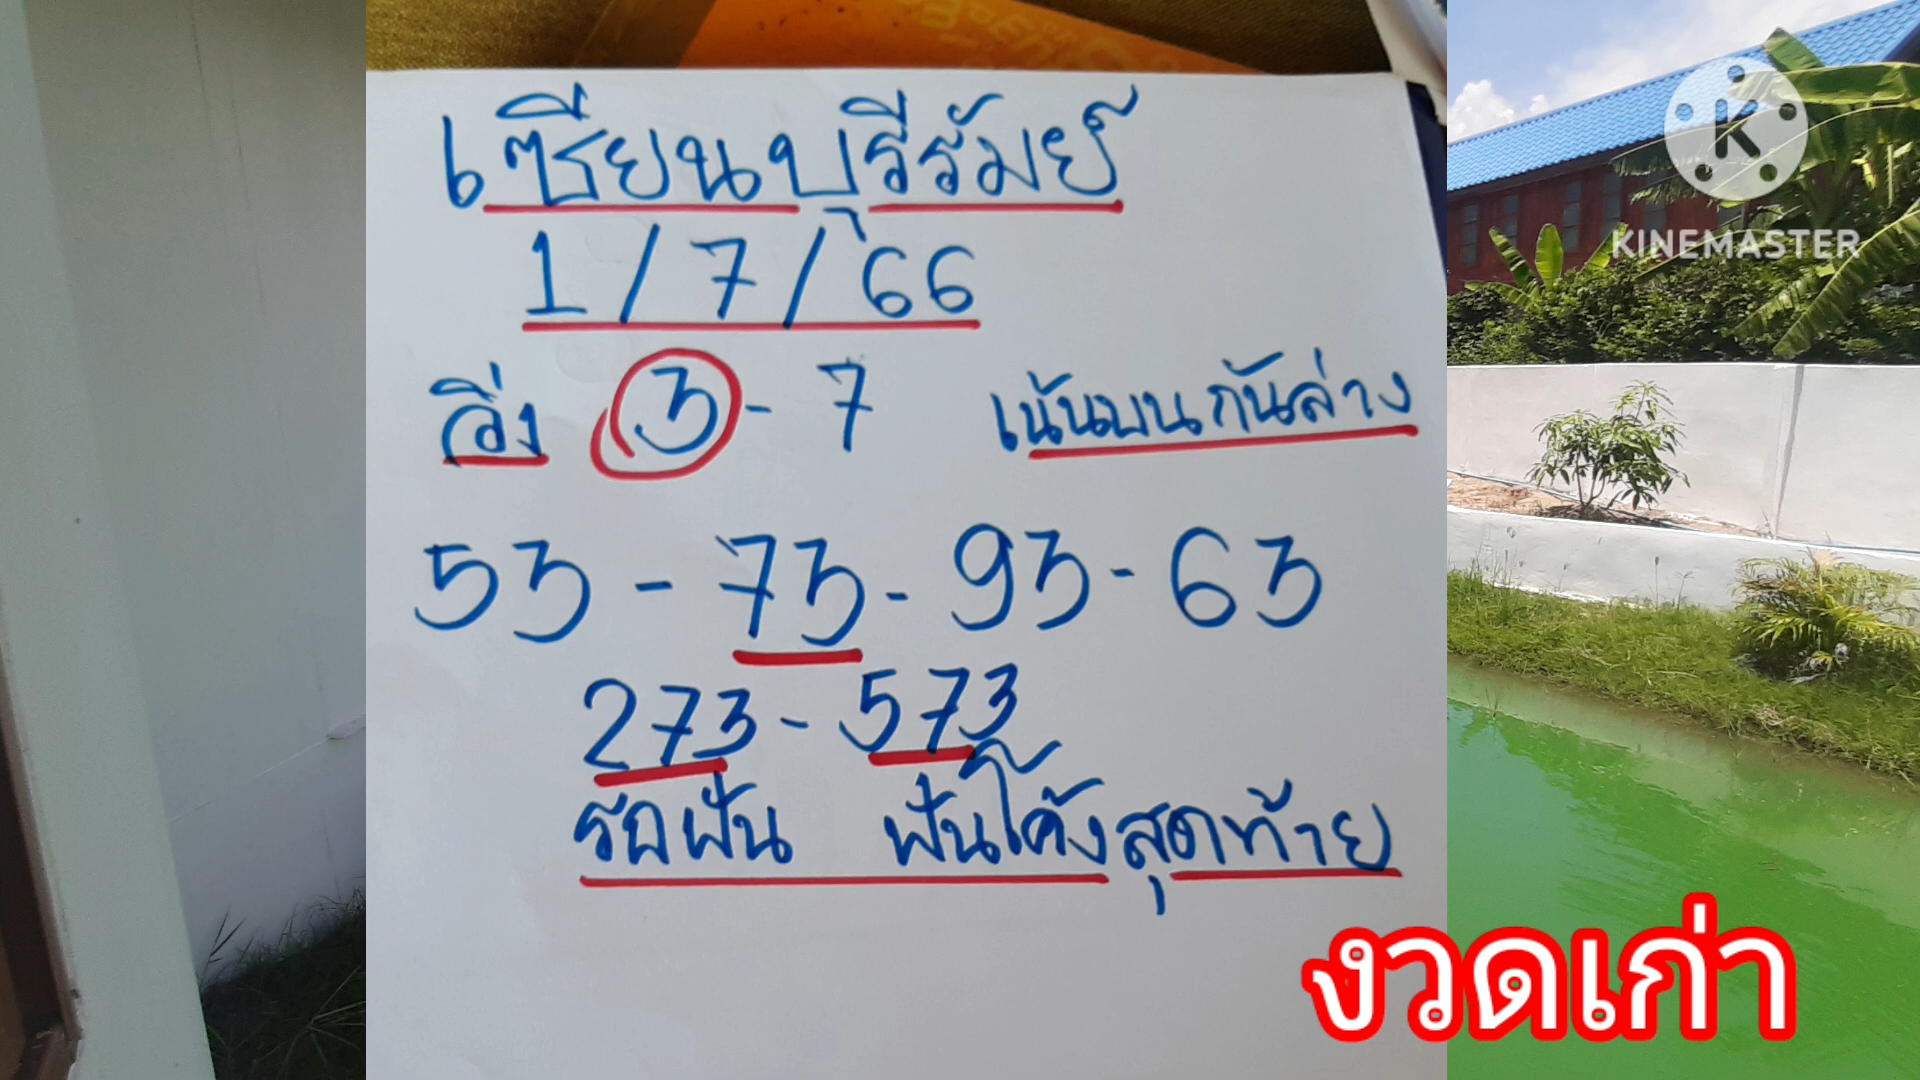 เซียนบุรีรัมย์
1/7/66
วิ่ง 3 - 7 เน้นบน กันล่าง
53 - 73 - 93 - 63
273 - 573
รักฝัน ฟันโค้งสุดท้าย
งวดเก่า
K
KINEMASTER